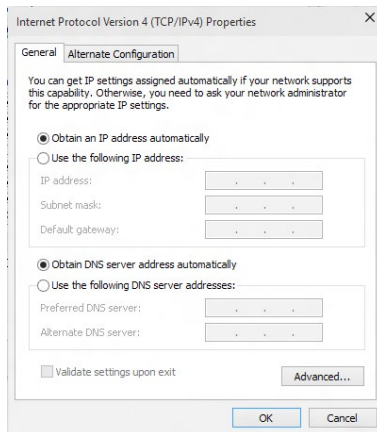 Internet Protocol Version 4 (TCP/IPv4) Properties
General
Alternate Configuration
You can get IP settings assigned automatically if your network supports
this capability. Otherwise, you need to ask your network administrator
for the appropriate IP settings.
Obtain an IP address automatically
Use the following IP address:
IP address:
Subnet mask:
Default gateway:
Obtain DNS server address automatically
Use the following DNS server addresses:
Preferred DNS server:
Alternate DNS server:
Validate settings upon exit
Advanced...
OK
Cancel